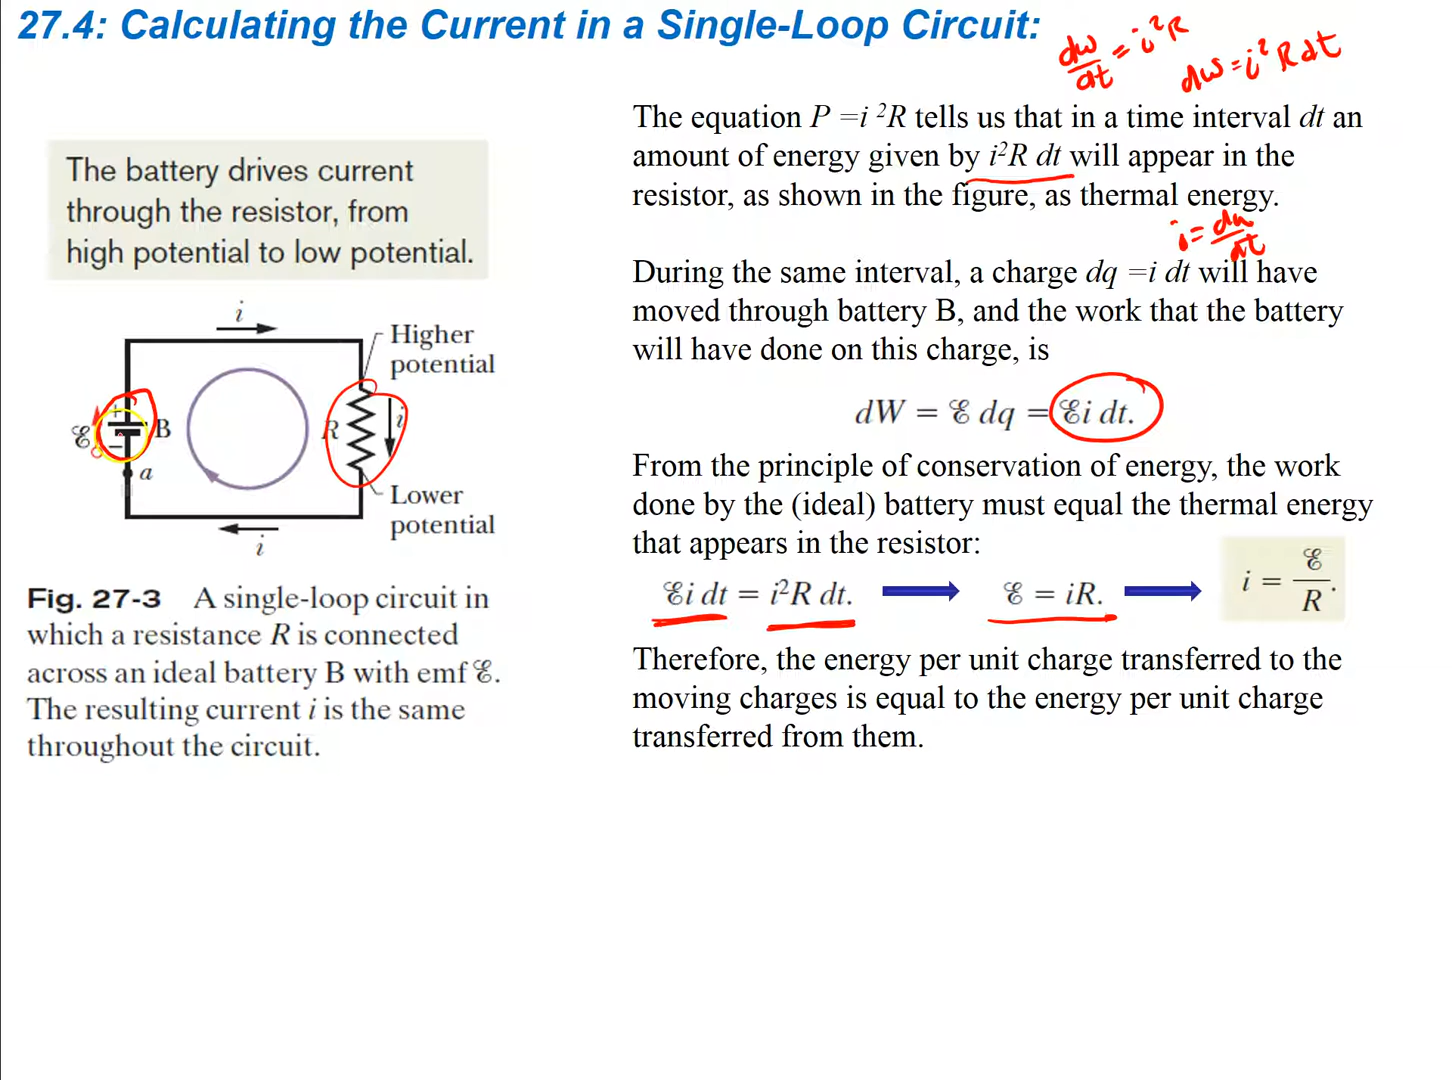 27.4: Calculating the Current in a Single-Loop Circuit:
dw/dt = i²R
dw = i² R dt
The equation P =i ²R tells us that in a time interval dt an
amount of energy given by i²R dt will appear in the
resistor, as shown in the figure, as thermal energy.
The battery drives current
through the resistor, from
high potential to low potential.
i = dq/dt
During the same interval, a charge dq =i dt will have
moved through battery B, and the work that the battery
will have done on this charge, is
dW = ℰ dq = ℰi dt.
i
Higher
potential
+
ℰ
B
R
i
−
a
Lower
potential
i
From the principle of conservation of energy, the work
done by the (ideal) battery must equal the thermal energy
that appears in the resistor:
ℰi dt = i²R dt.
ℰ = iR.
i = ℰ/R.
Fig. 27-3 A single-loop circuit in
which a resistance R is connected
across an ideal battery B with emf ℰ.
The resulting current i is the same
throughout the circuit.
Therefore, the energy per unit charge transferred to the
moving charges is equal to the energy per unit charge
transferred from them.